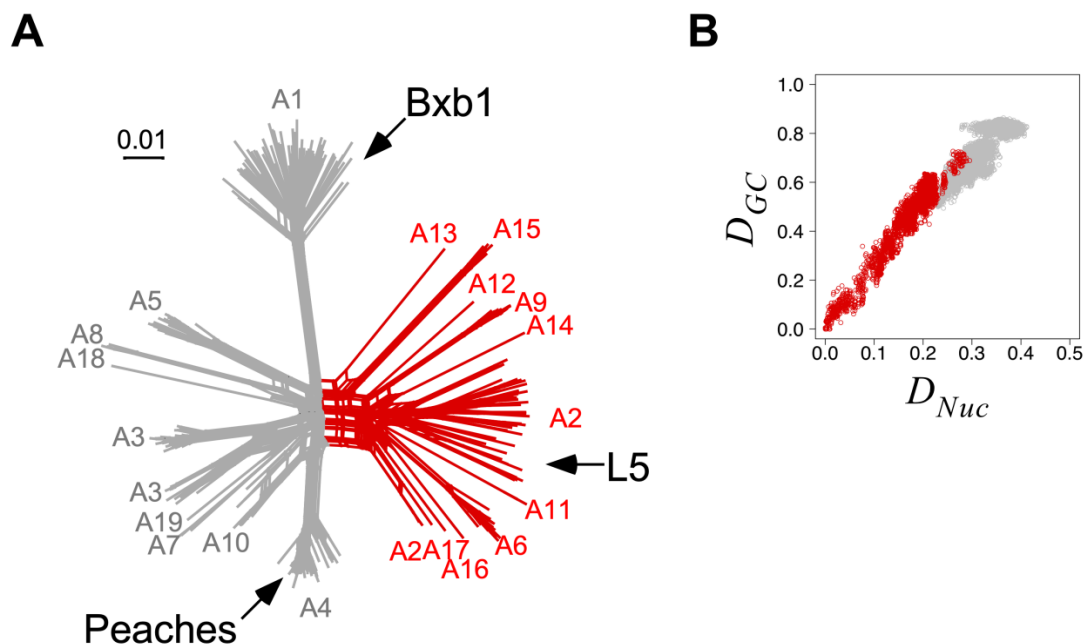 A
B
A1
Bxb1
0.01
A13
A15
A12
A9
A14
A5
A8
A18
A2
A3
L5
A3
A11
A19
A7
A10
A6
A2
A17
A16
A4
Peaches
1.0
0.8
0.6
0.4
0.2
0.0
D_GC
0.0 0.1 0.2 0.3 0.4 0.5
D_Nuc